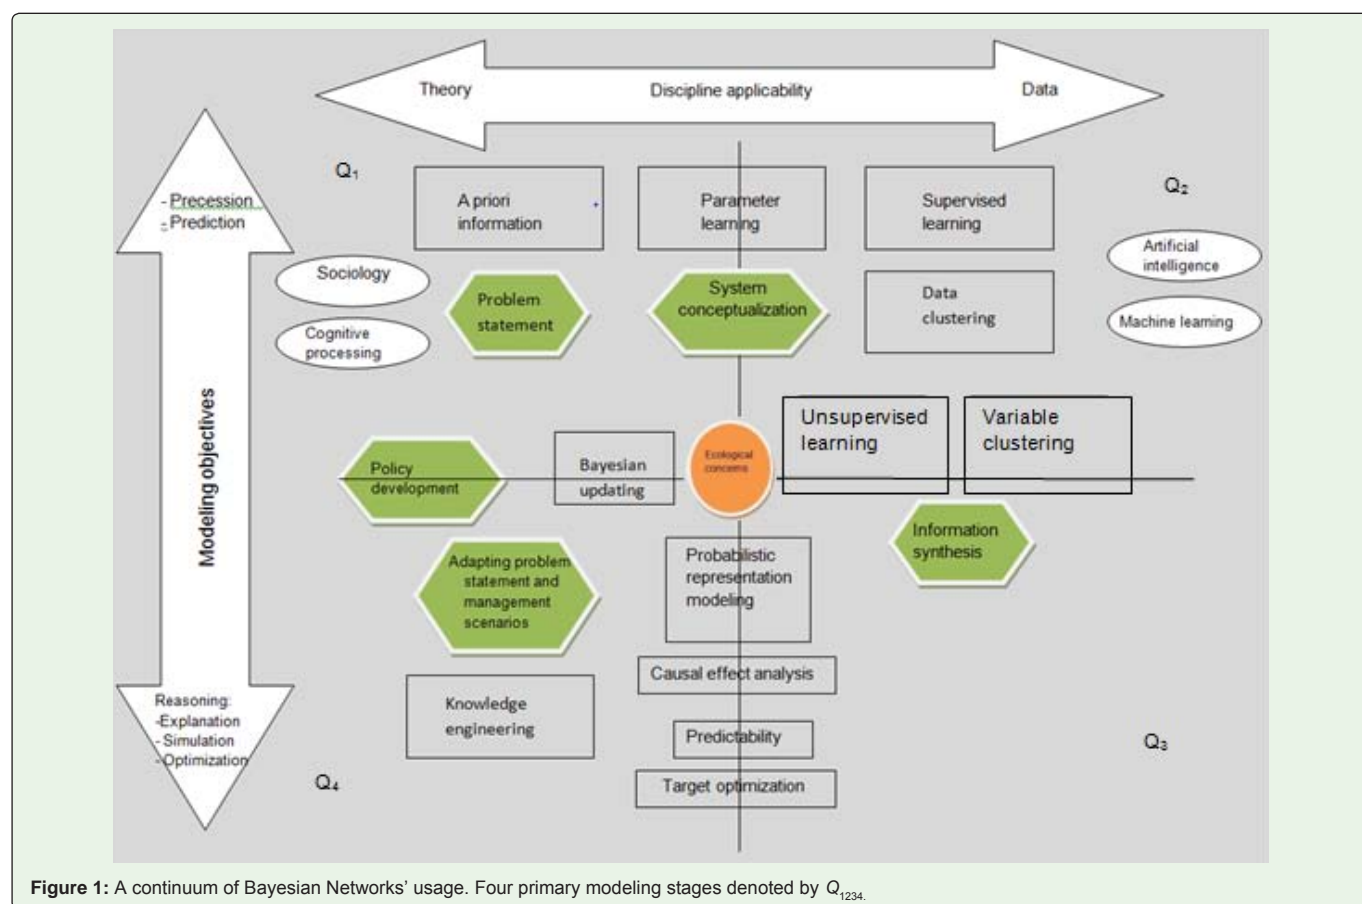 Theory
Discipline applicability
Data
Q1
- Precession
- Prediction
A priori
information
Parameter
learning
Supervised
learning
Q2
Sociology
Cognitive
processing
Problem
statement
System
conceptualization
Data
clustering
Artificial
intelligence
Machine learning
Modeling objectives
Policy
development
Bayesian
updating
Ecological
concerns
Unsupervised
learning
Variable
clustering
Information
synthesis
Adapting problem
statement and
management
scenarios
Probabilistic
representation
modeling
Causal effect analysis
Knowledge
engineering
Predictability
Target optimization
Reasoning:
-Explanation
- Simulation
- Optimization
Q4
Q3
Figure 1: A continuum of Bayesian Networks' usage. Four primary modeling stages denoted by Q1234.